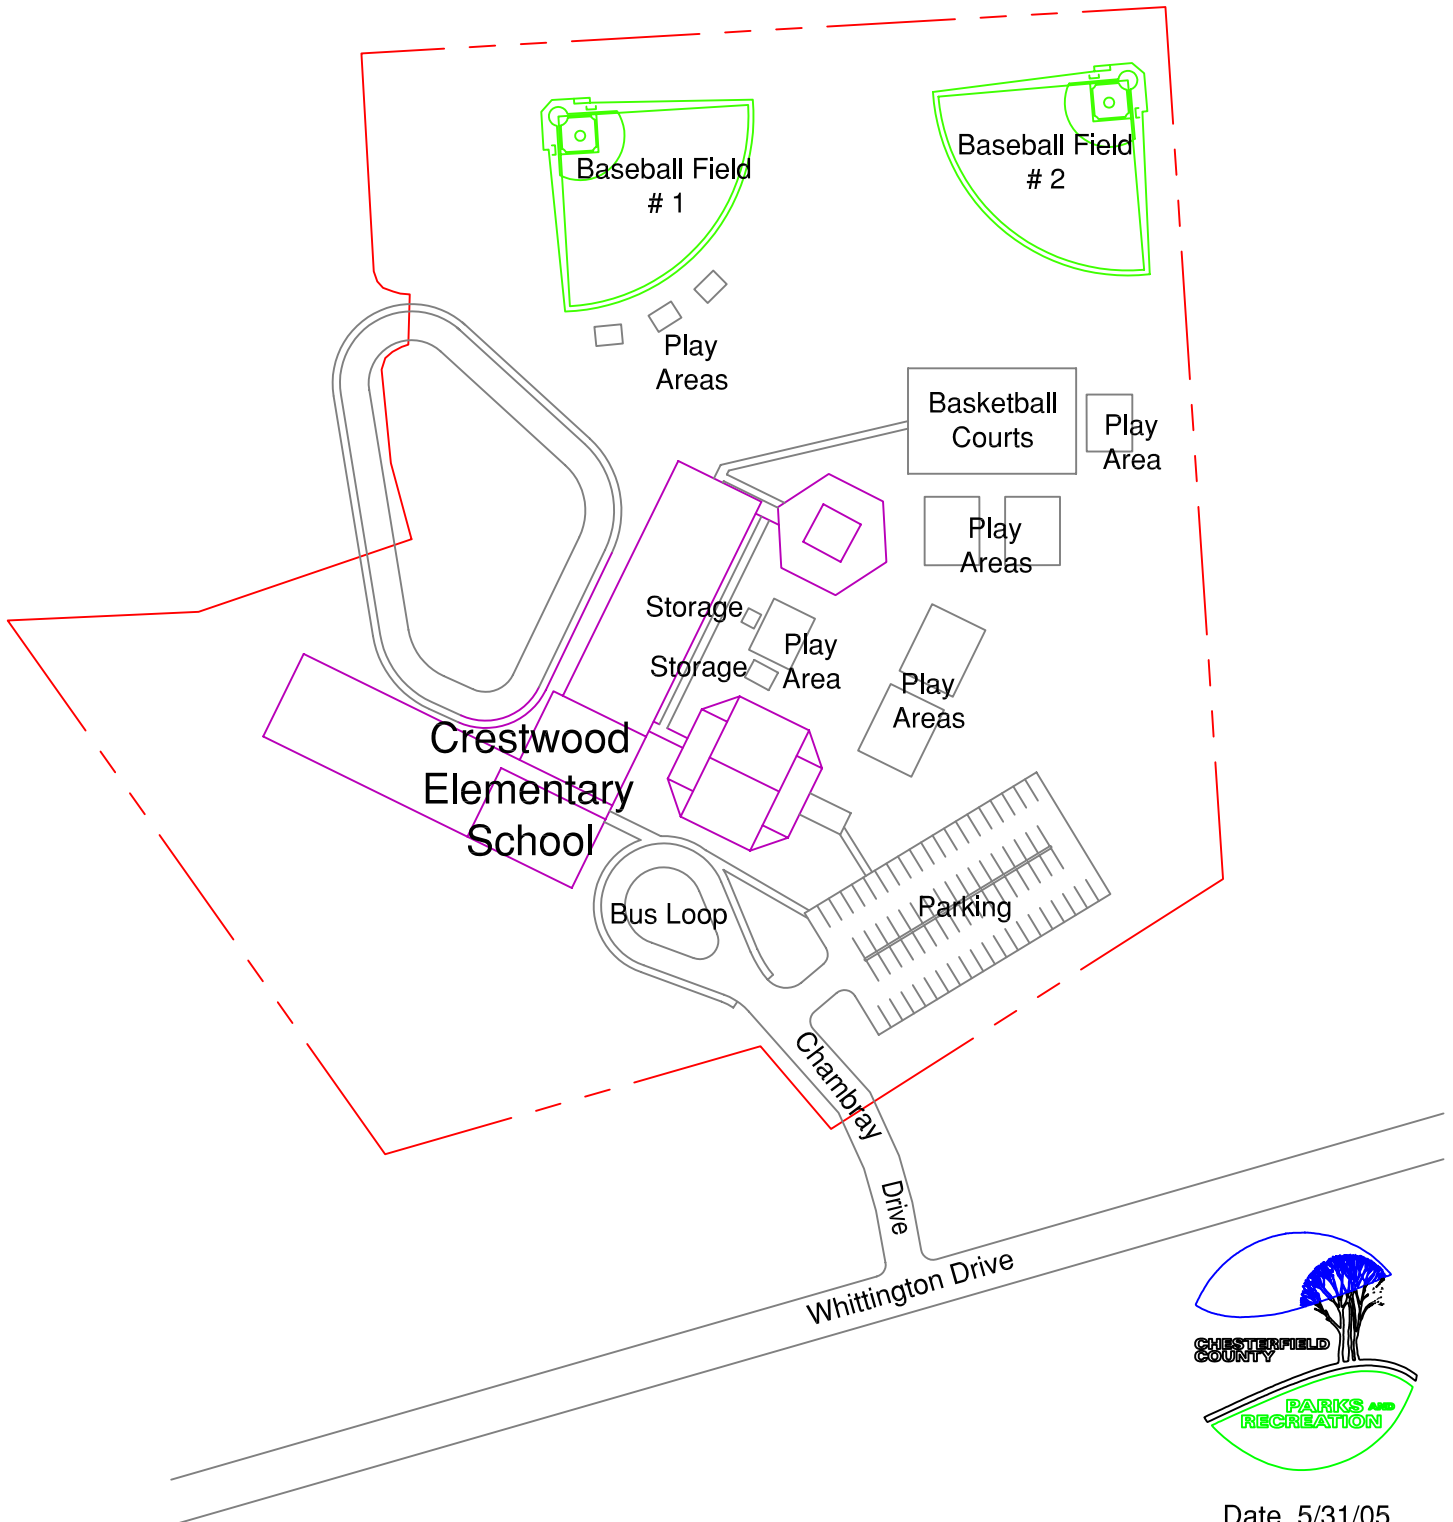 Baseball Field
# 1
Baseball Field
# 2
Play
Areas
Basketball
Courts
Play
Area
Play
Areas
Storage
Storage
Play
Area
Play
Areas
Crestwood
Elementary
School
Bus Loop
Parking
Chambray
Drive
Whittington Drive
CHESTERFIELD
COUNTY
PARKS AND
RECREATION
Date 5/31/05